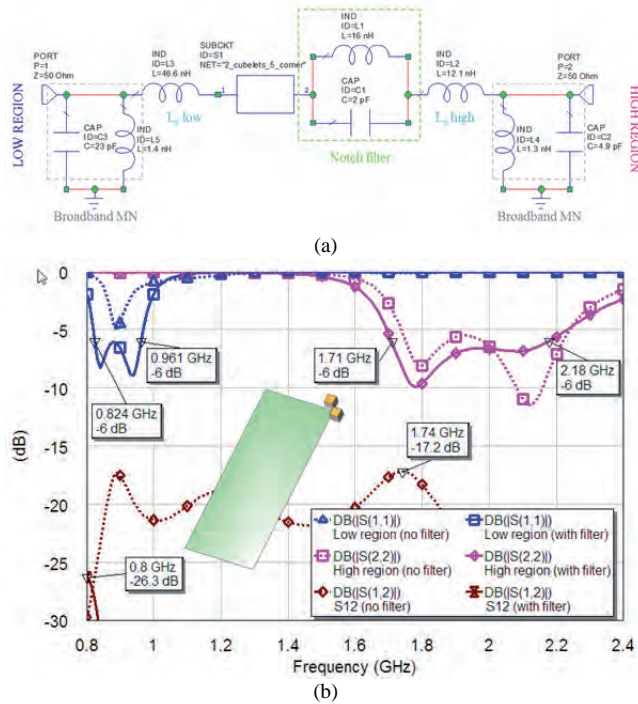 IND
ID=L1
L=16 nH
PORT
P=1
Z=50 Ohm
IND
ID=L3
L=46.6 nH
SUBCKT
ID=S1
NET="2_cubelets_5_corner"
IND
ID=L2
L=12.1 nH
PORT
P=2
Z=50 Ohm
1
2
CAP
ID=C1
C=2 pF
LOW REGION
HIGH REGION
Ls low
Ls high
CAP
ID=C3
C=23 pF
IND
ID=L5
L=1.4 nH
Notch filter
IND
ID=L4
L=1.3 nH
CAP
ID=C2
C=4.9 pF
Broadband MN
Broadband MN
(a)
0
-5
-10
-15
-20
-25
-30
(dB)
0.961 GHz
-6 dB
0.824 GHz
-6 dB
1.71 GHz
-6 dB
2.18 GHz
-6 dB
1.74 GHz
-17.2 dB
0.8 GHz
-26.3 dB
DB(|S(1,1)|)
Low region (no filter)
DB(|S(1,1)|)
Low region (with filter)
DB(|S(2,2)|)
High region (no filter)
DB(|S(2,2)|)
High region (with filter)
DB(|S(1,2)|)
S12 (no filter)
DB(|S(1,2)|)
S12 (with filter)
0.8 1 1.2 1.4 1.6 1.8 2 2.2 2.4
Frequency (GHz)
(b)